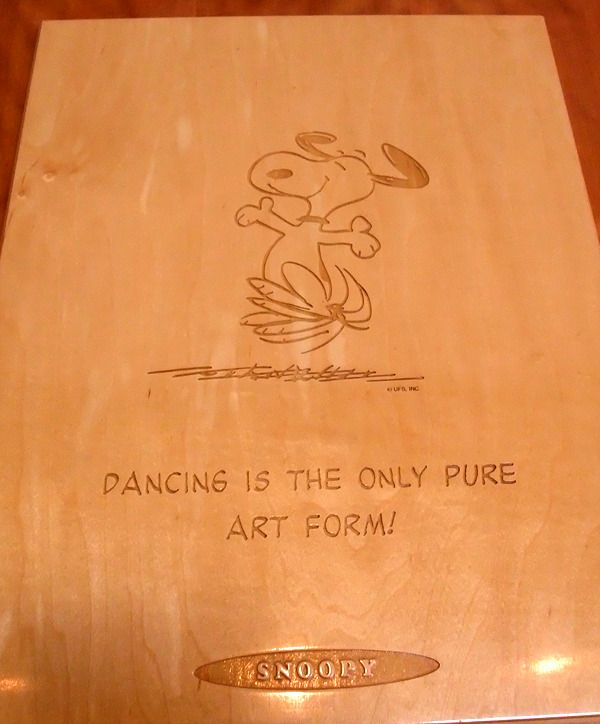 © UFS, INC.
DANCING IS THE ONLY PURE
ART FORM!
SNOOPY